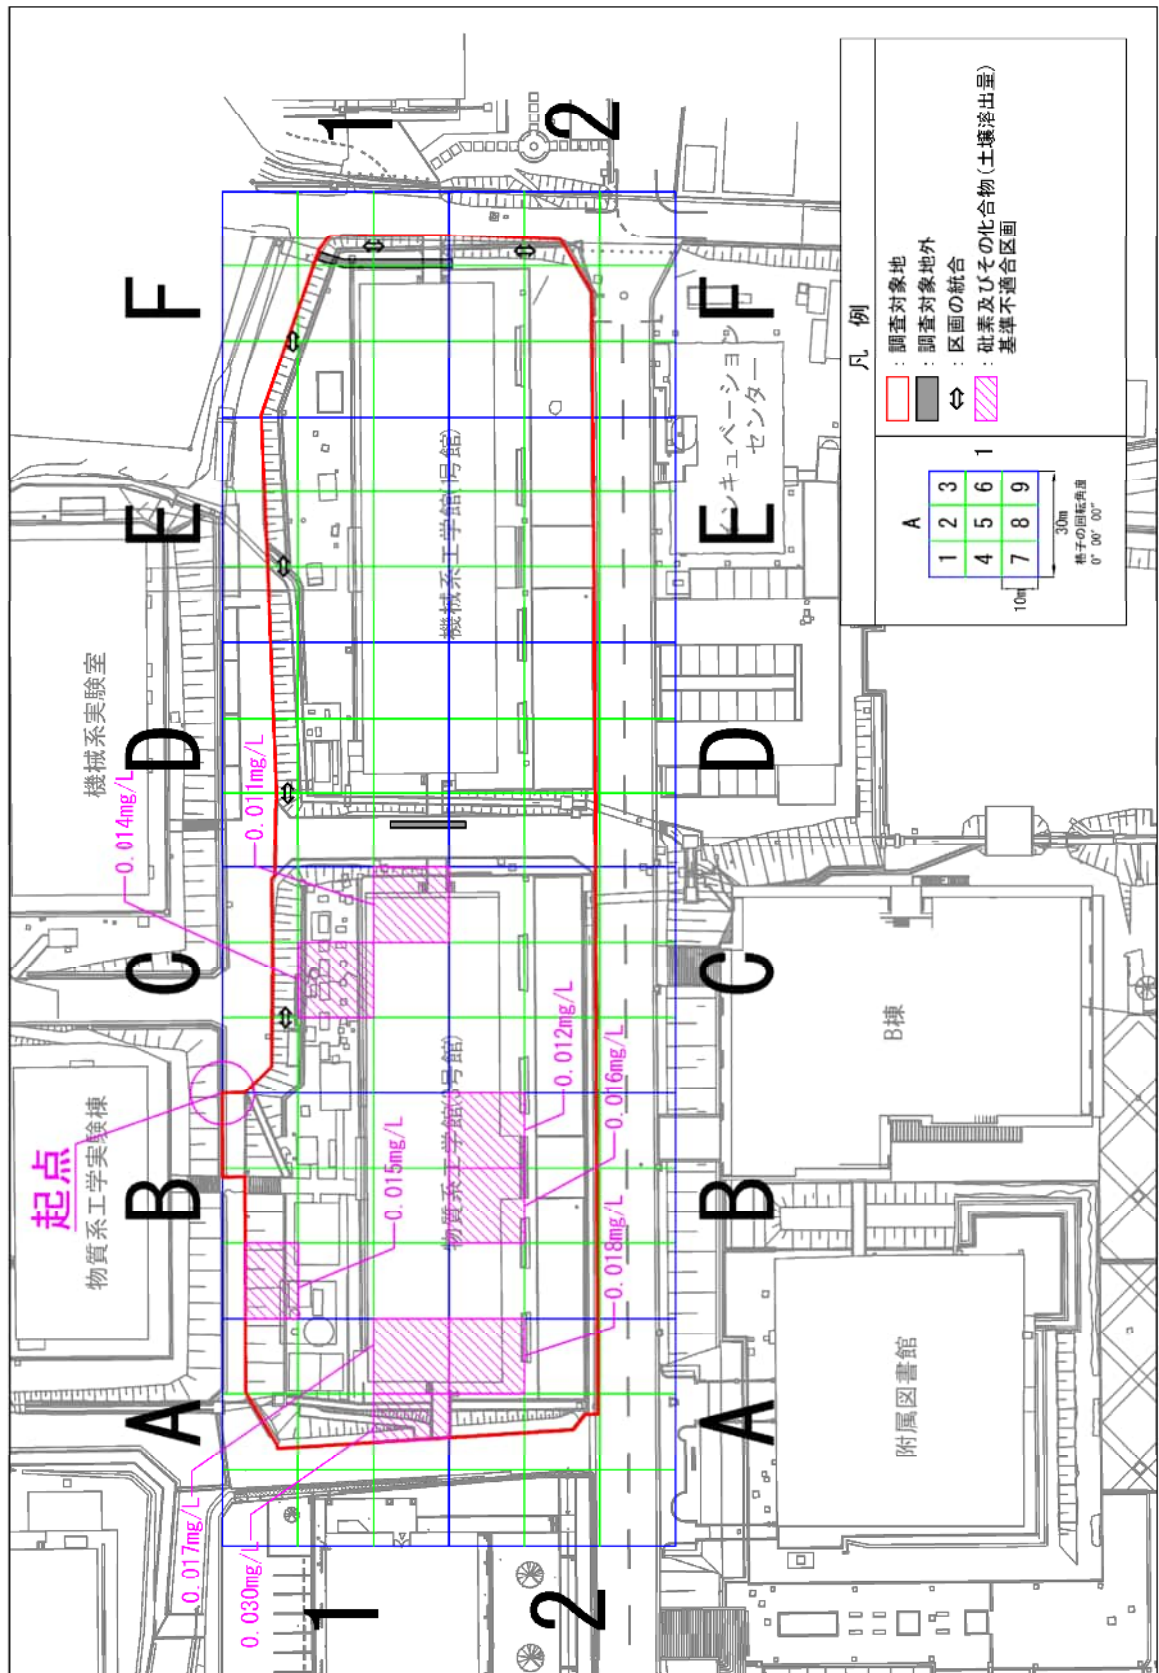 1
2
F
F
E
E
D
D
C
C
B
B
A
A
1
2
機械系実験室
物質系工学実験棟
起点
機械系工学館(1号館)
物質系工学館(3号館)
インキュベーション
センター
B棟
附属図書館
0.014mg/L
0.011mg/L
0.012mg/L
0.016mg/L
0.015mg/L
0.018mg/L
0.017mg/L
0.030mg/L
凡 例
：調査対象地
：調査対象地外
：区画の統合
：砒素及びその化合物(土壌溶出量)
基準不適合区画
A
1 2 3
4 5 6 1
7 8 9
10m
30m
格子の回転角度
0° 00' 00"